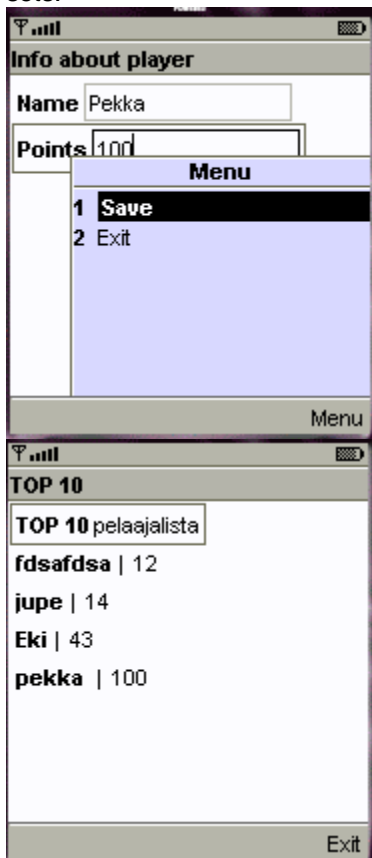 Info about player
Name Pekka
Points 100
Menu
1 Save
2 Exit
Menu
TOP 10
TOP 10 pelaajalista
fdsafdsa | 12
jupe | 14
Eki | 43
pekka | 100
Exit